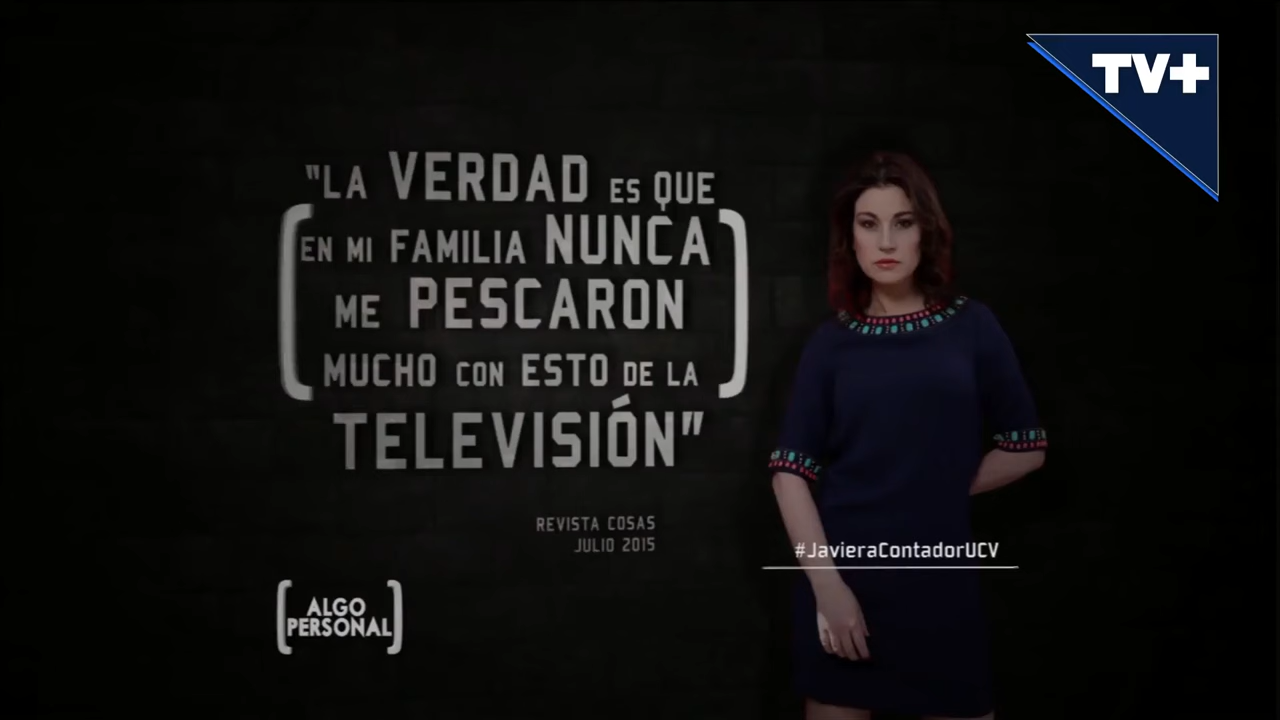 TV+
"LA VERDAD ES QUE
EN MI FAMILIA NUNCA
ME PESCARON
MUCHO CON ESTO DE LA
TELEVISIÓN"
REVISTA COSAS
JULIO 2015
#JavieraContadorUCV
ALGO
PERSONAL